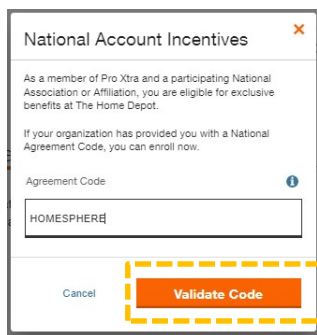 National Account Incentives
As a member of Pro Xtra and a participating National
Association or Affiliation, you are eligible for exclusive
benefits at The Home Depot.
If your organization has provided you with a National
Agreement Code, you can enroll now.
Agreement Code
HOMESPHERE
Cancel
Validate Code